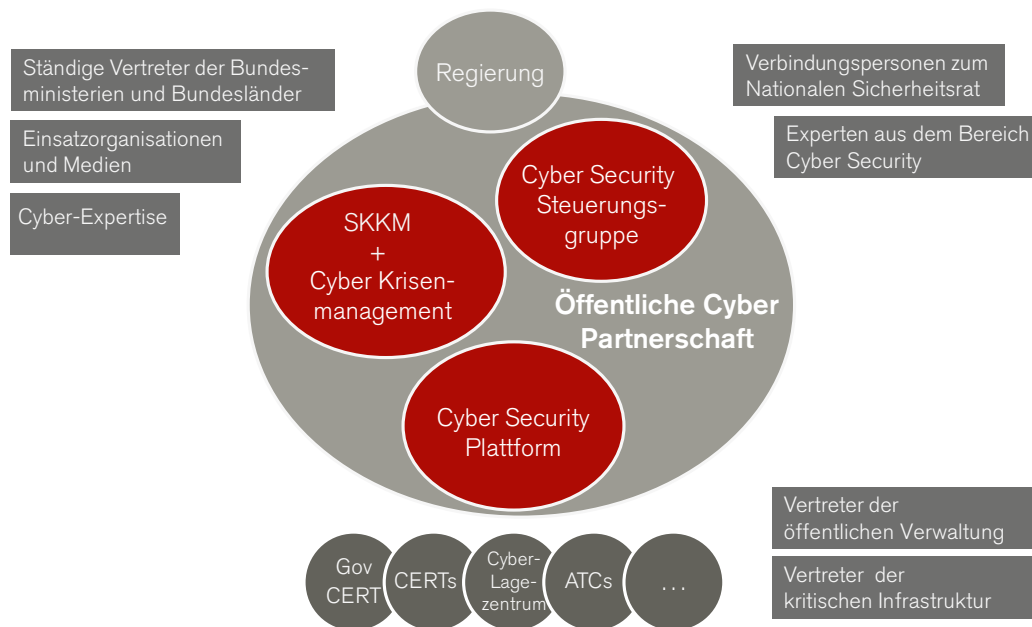 Regierung
Ständige Vertreter der Bundes-
ministerien und Bundesländer
Einsatzorganisationen
und Medien
Cyber-Expertise
Verbindungspersonen zum
Nationalen Sicherheitsrat
Experten aus dem Bereich
Cyber Security
Cyber Security
Steuerungs-
gruppe
SKKM
+
Cyber Krisen-
management
Öffentliche Cyber
Partnerschaft
Cyber Security
Plattform
Gov
CERT
CERTs
Cyber-
Lage-
zentrum
ATCs
...
Vertreter der
öffentlichen Verwaltung
Vertreter der
kritischen Infrastruktur